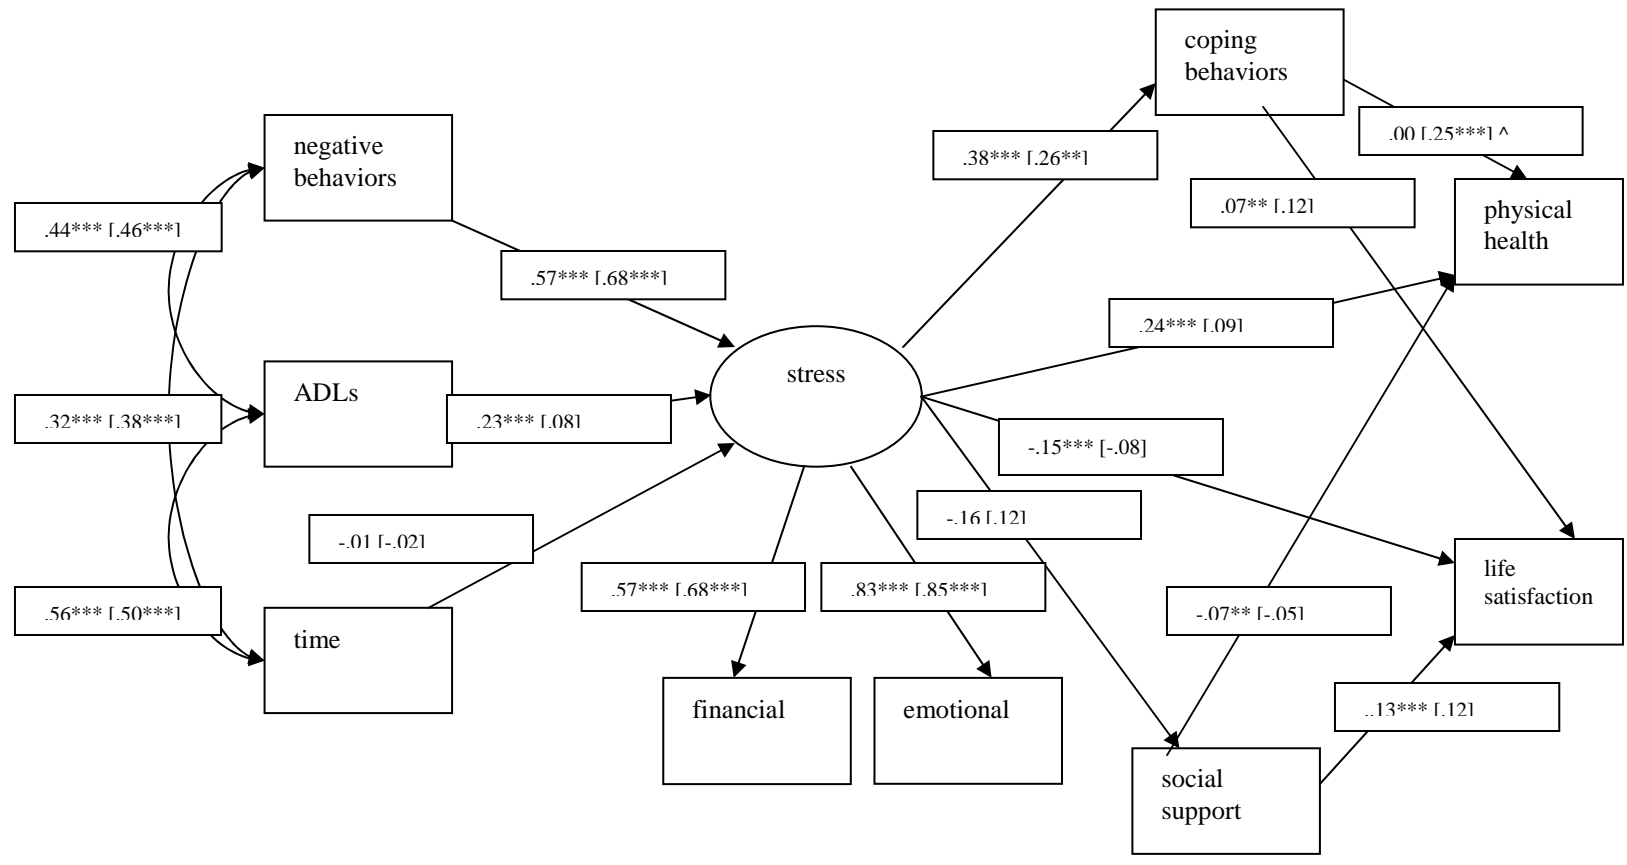 coping
behaviors
.00 [.25***] ^
negative
behaviors
.38*** [.26**]
.07** [.12]
physical
health
.44*** [.46***]
.57*** [.68***]
.24*** [.09]
stress
ADLs
.32*** [.38***]
.23*** [.08]
-.15*** [-.08]
-.16 [.12]
-.01 [-.02]
.57*** [.68***]
.83*** [.85***]
life
satisfaction
.56*** [.50***]
-.07** [-.05]
time
financial
emotional
..13*** [.12]
social
support